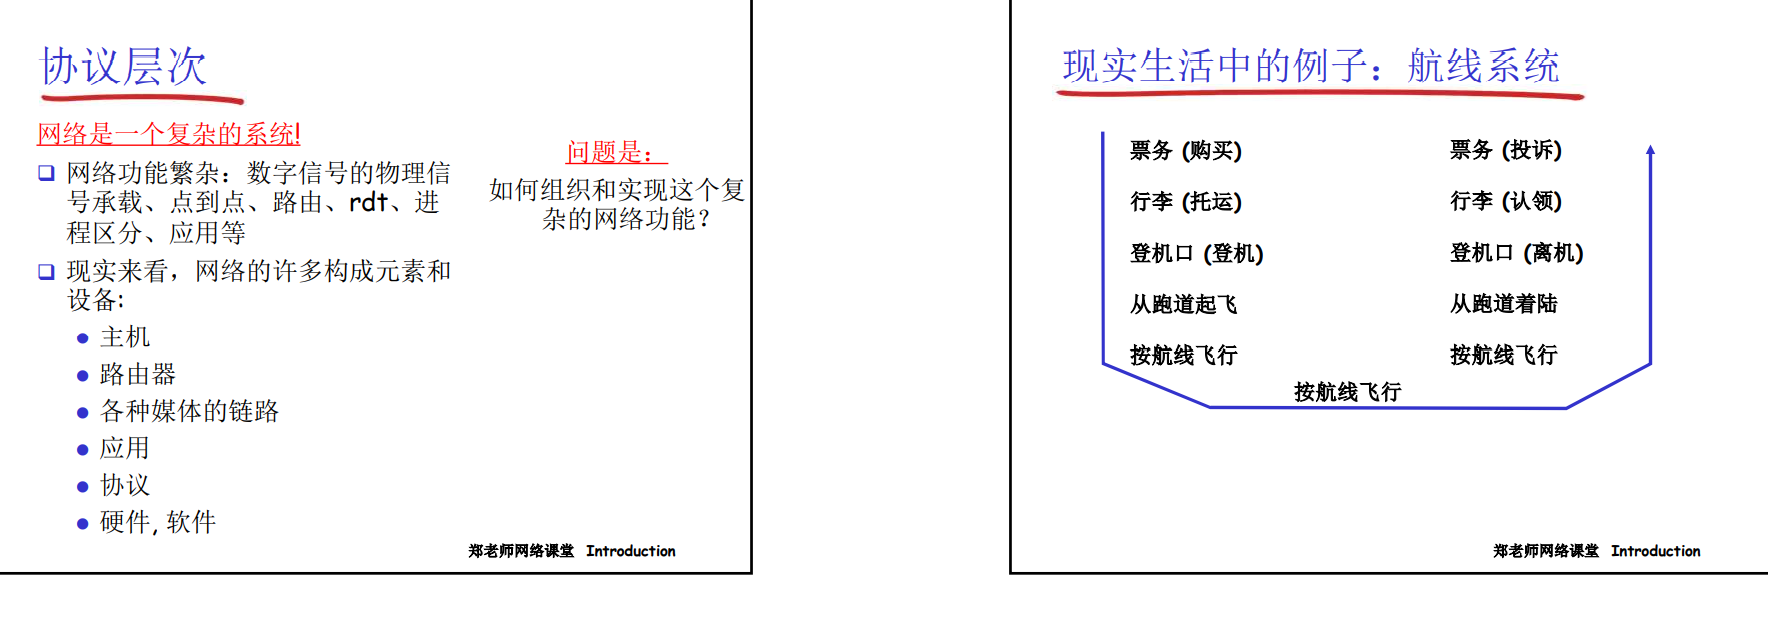 协议层次
网络是一个复杂的系统!
网络功能繁杂：数字信号的物理信
号承载、点到点、路由、rdt、进
程区分、应用等
现实来看，网络的许多构成元素和
设备:
主机
路由器
各种媒体的链路
应用
协议
硬件, 软件
问题是：
如何组织和实现这个复
杂的网络功能？
郑老师网络课堂 Introduction
现实生活中的例子：航线系统
票务 (购买)
行李 (托运)
登机口 (登机)
从跑道起飞
按航线飞行
票务 (投诉)
行李 (认领)
登机口 (离机)
从跑道着陆
按航线飞行
按航线飞行
郑老师网络课堂 Introduction